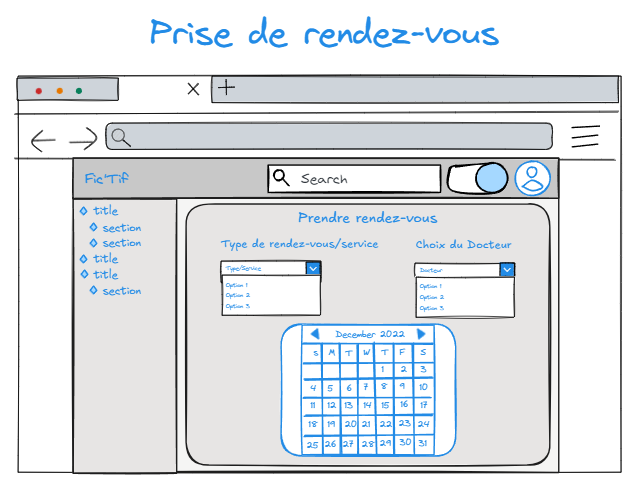 Prise de rendez-vous
Fic'Tif
Search
title
section
section
title
title
section
Prendre rendez-vous
Type de rendez-vous/service
Choix du Docteur
Type/Service
Docteur
Option 1
Option 2
Option 3
Option 1
Option 2
Option 3
December 2022
S M T W T F S
1 2 3
4 5 6 7 8 9 10
11 12 13 14 15 16 17
18 19 20 21 22 23 24
25 26 27 28 29 30 31